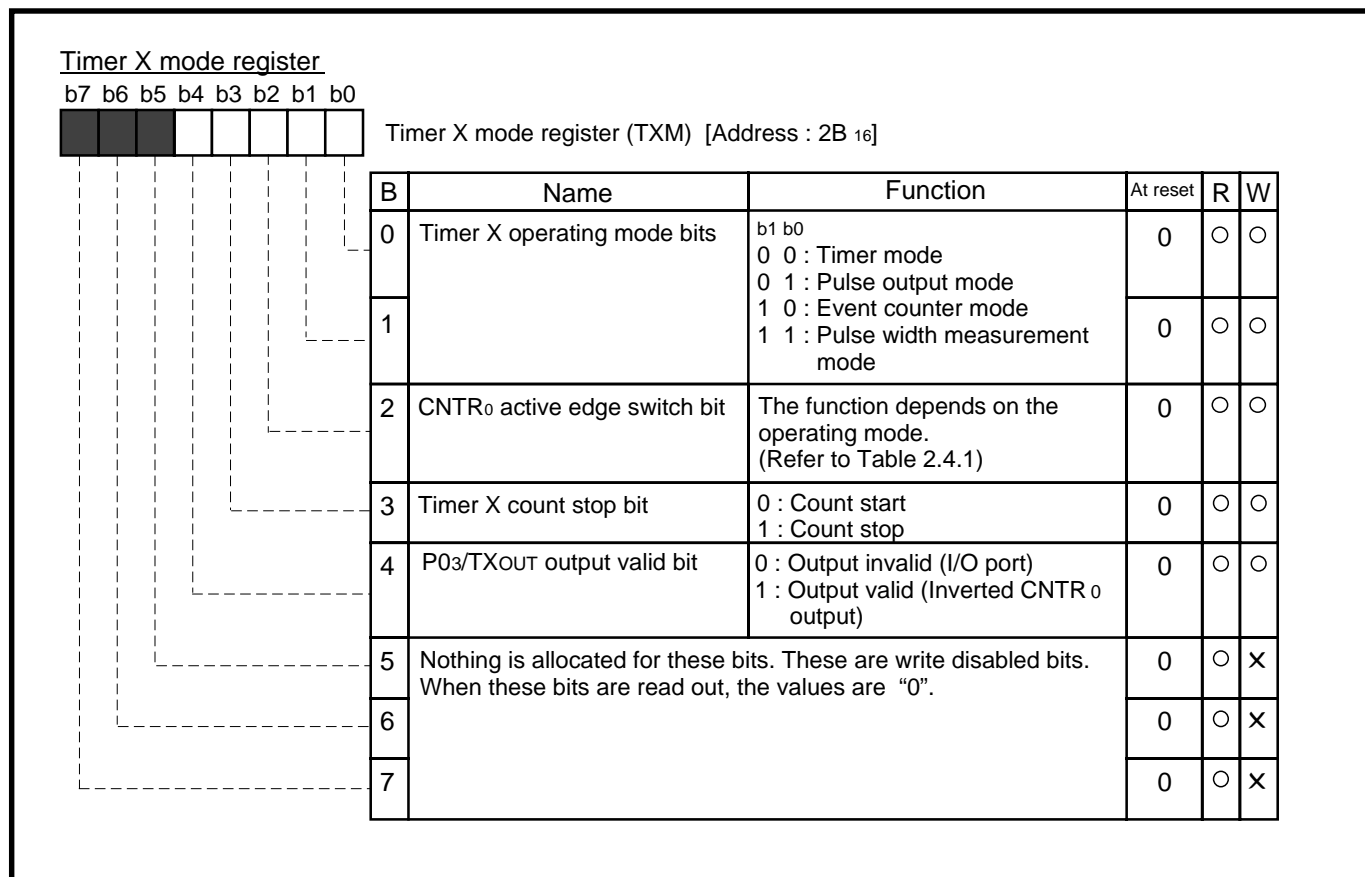 Timer X mode register
b7 b6 b5 b4 b3 b2 b1 b0
Timer X mode register (TXM) [Address : 2B 16]
B Name Function At reset R W
0 Timer X operating mode bits b1 b0 0 ○ ○
0 0 : Timer mode
0 1 : Pulse output mode
1 0 : Event counter mode
1 1 1 : Pulse width measurement 0 ○ ○
mode
2 CNTR0 active edge switch bit The function depends on the 0 ○ ○
operating mode.
(Refer to Table 2.4.1)
3 Timer X count stop bit 0 : Count start 0 ○ ○
1 : Count stop
4 P03/TXOUT output valid bit 0 : Output invalid (I/O port) 0 ○ ○
1 : Output valid (Inverted CNTR 0
output)
5 Nothing is allocated for these bits. These are write disabled bits. 0 ○ ×
When these bits are read out, the values are “0”.
6 0 ○ ×
7 0 ○ ×